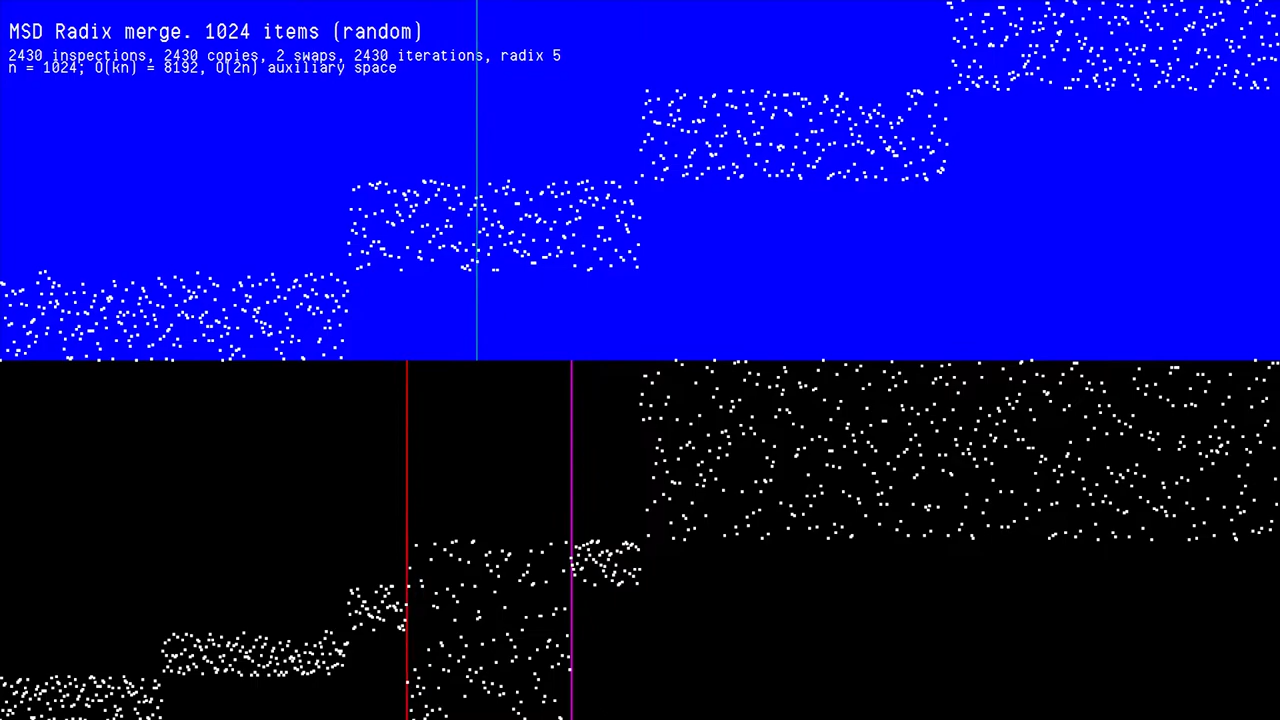 MSD Radix merge. 1024 items (random)
2430 inspections, 2430 copies, 2 swaps, 2430 iterations, radix 5
n = 1024; O(kn) = 8192, O(2n) auxiliary space